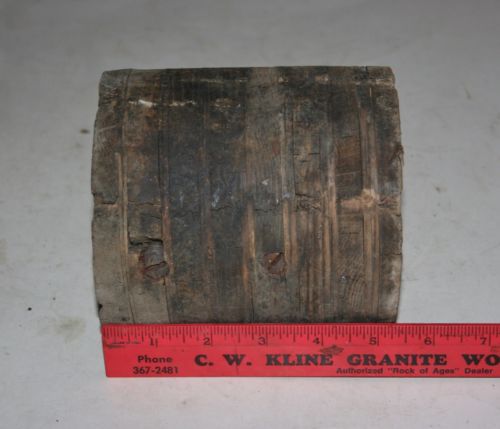 1 2 3 4 5 6 7
Phone C. W. KLINE GRANITE WO
367-2481 Authorized "Rock of Ages" Dealer